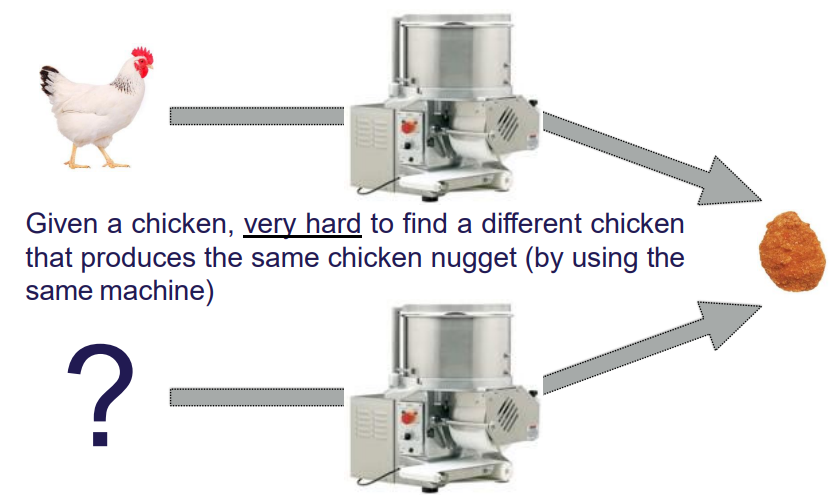 Given a chicken, very hard to find a different chicken
that produces the same chicken nugget (by using the
same machine)
?